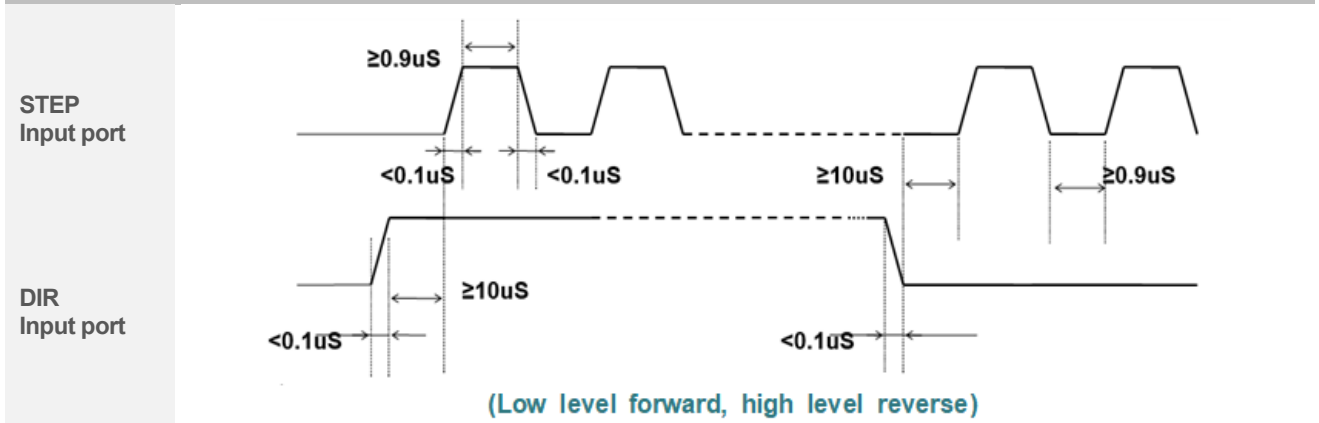 ≥0.9uS
STEP
Input port
<0.1uS
<0.1uS
≥10uS
≥0.9uS
DIR
Input port
≥10uS
<0.1uS
<0.1uS
(Low level forward, high level reverse)